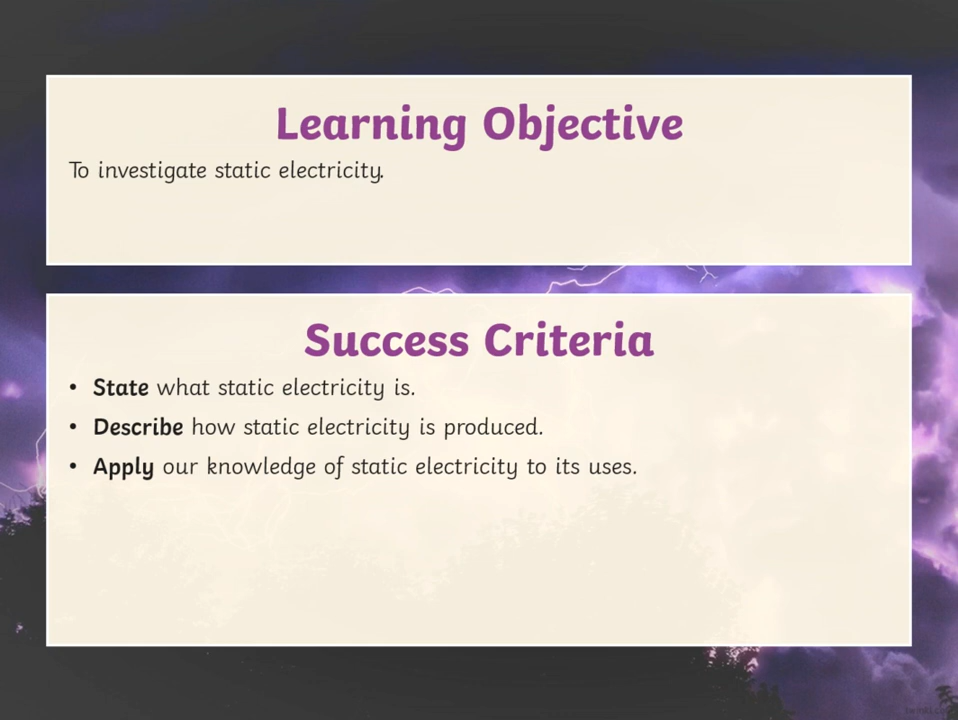 Learning Objective
To investigate static electricity.
Success Criteria
• State what static electricity is.
• Describe how static electricity is produced.
• Apply our knowledge of static electricity to its uses.